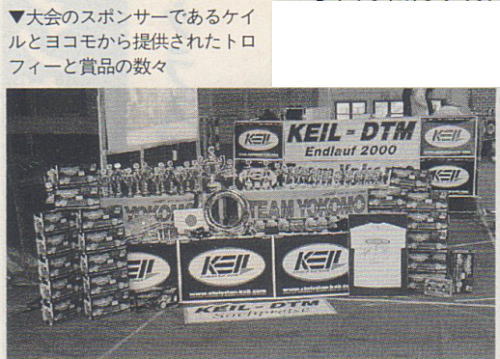 ▼大会のスポンサーであるケイ
ルとヨコモから提供されたトロ
フィーと賞品の数々
KEIL - DTM
Endlauf 2000
KEIL
KEIL
KEIL
YOKOMO
TEAM YOKOMO
KEIL
KEIL
KEIL
KEIL - DTM
Sachpreise